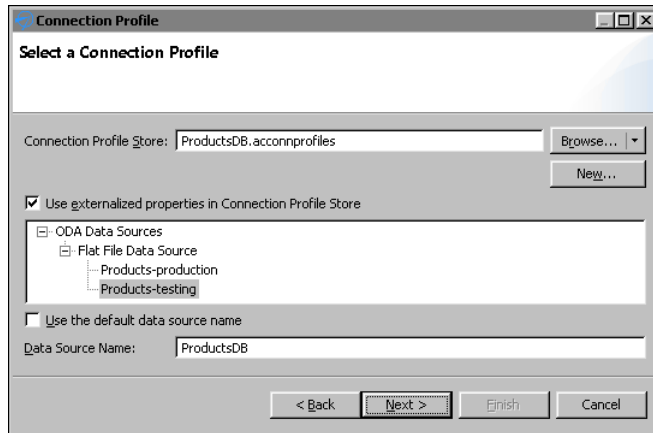 Connection Profile
Select a Connection Profile
Connection Profile Store: ProductsDB.acconnprofiles Browse...
New...
Use externalized properties in Connection Profile Store
ODA Data Sources
Flat File Data Source
Products-production
Products-testing
Use the default data source name
Data Source Name: ProductsDB
< Back Next > Finish Cancel